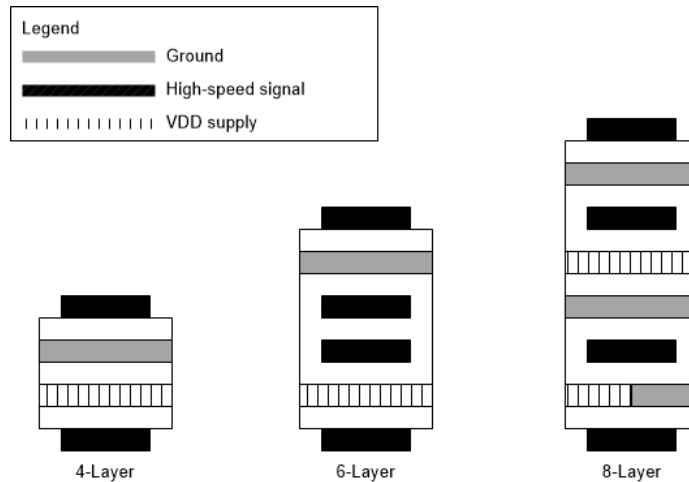 Legend
Ground
High-speed signal
VDD supply
4-Layer
6-Layer
8-Layer